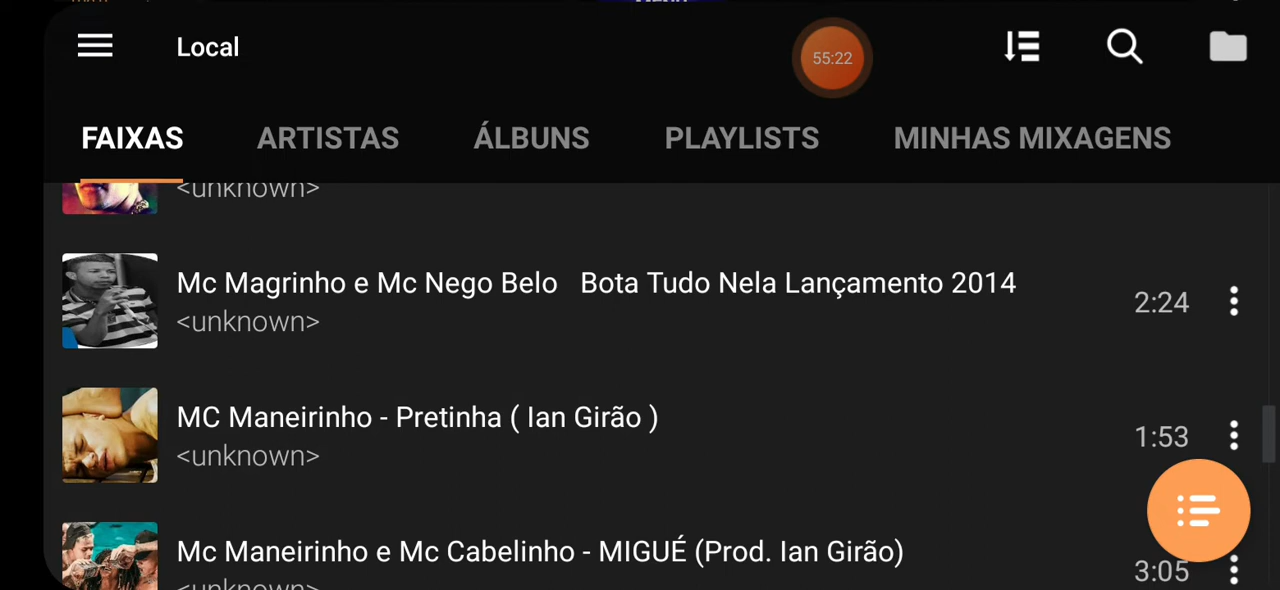 Local
55:22
FAIXAS
ARTISTAS
ÁLBUNS
PLAYLISTS
MINHAS MIXAGENS
<unknown>
Mc Magrinho e Mc Nego Belo   Bota Tudo Nela Lançamento 2014
<unknown>
2:24
MC Maneirinho - Pretinha ( Ian Girão )
<unknown>
1:53
Mc Maneirinho e Mc Cabelinho - MIGUÉ (Prod. Ian Girão)
<unknown>
3:05